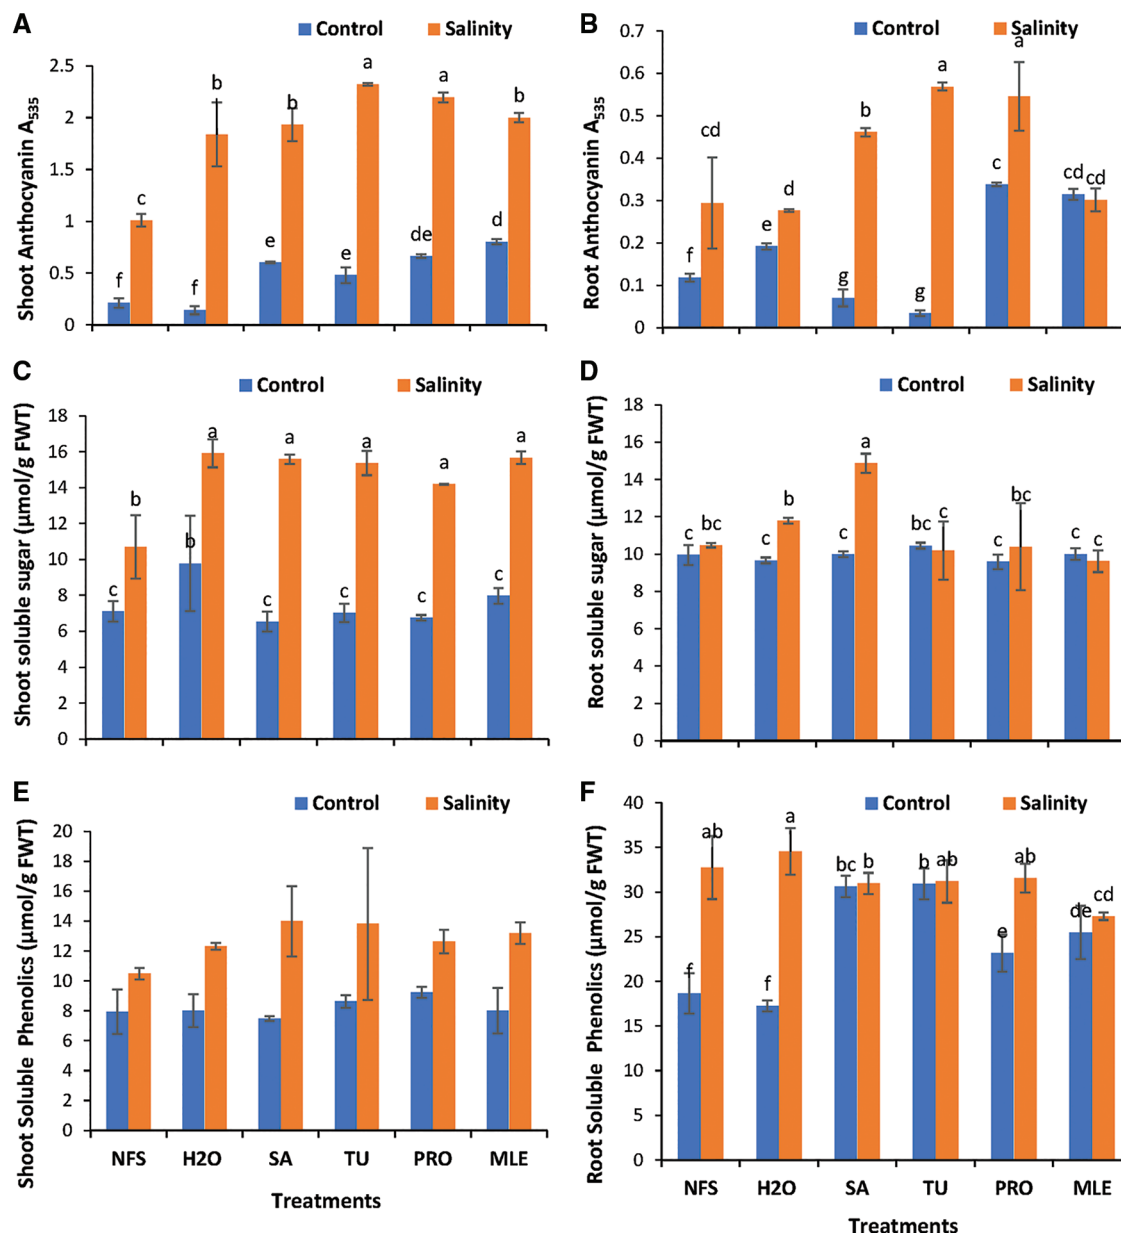 A
Control Salinity
Shoot Anthocyanin A535
2.5
2
1.5
1
0.5
0
f c f b e b e a de a d b
B
Control Salinity
Root Anthocyanin A535
0.7
0.6
0.5
0.4
0.3
0.2
0.1
0
f cd e d g b g a c a cd cd
C
Control Salinity
Shoot soluble sugar (µmol/g FWT)
18
16
14
12
10
8
6
4
2
0
c b b a c a c a c a c a
D
Control Salinity
Root soluble sugar (µmol/g FWT)
18
16
14
12
10
8
6
4
2
0
c bc c b c a bc c c bc c c
E
Control Salinity
Shoot Soluble Phenolics (µmol/g FWT)
20
18
16
14
12
10
8
6
4
2
0
NFS H2O SA TU PRO MLE
Treatments
F
Control Salinity
Root Soluble Phenolics (µmol/g FWT)
40
35
30
25
20
15
10
5
0
f ab f a bc b b ab e ab de cd
NFS H2O SA TU PRO MLE
Treatments